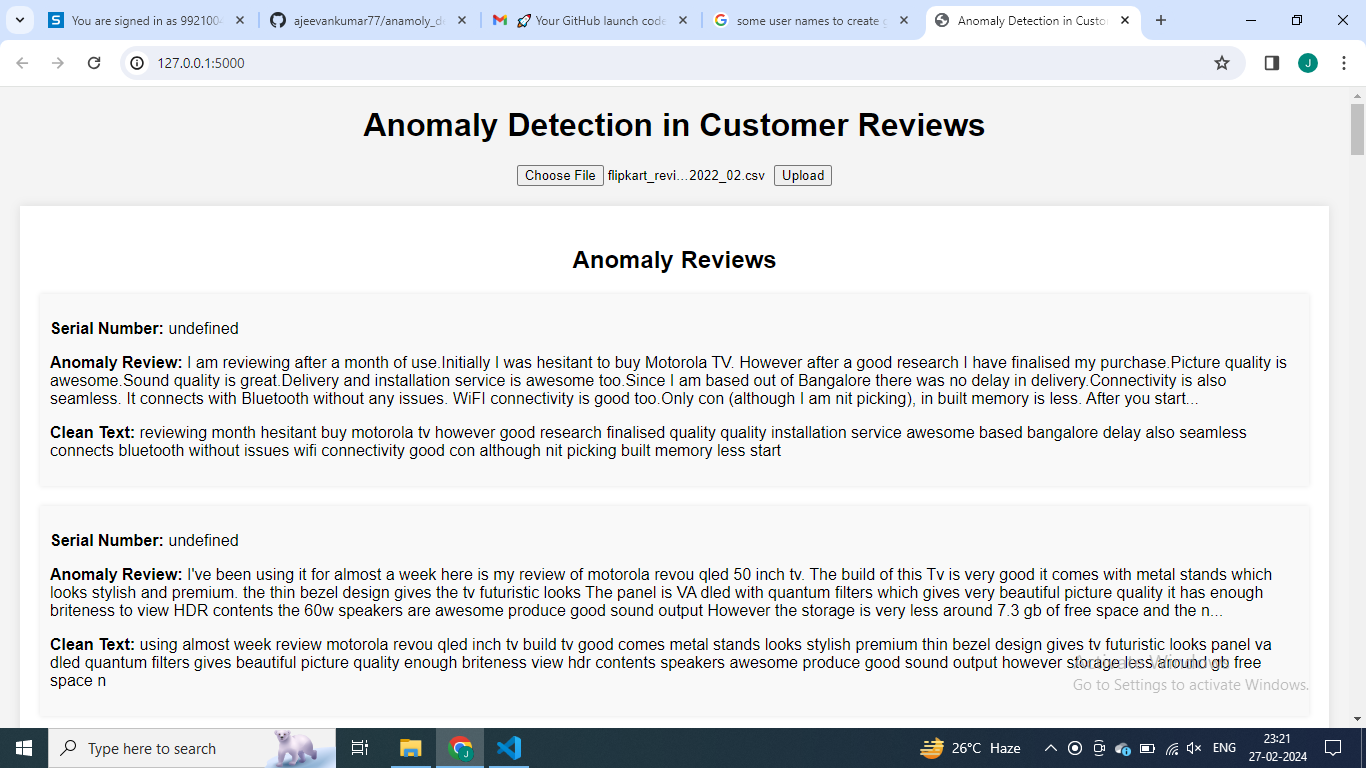 You are signed in as 992100
ajeevankumar77/anamoly_de
🚀 Your GitHub launch code
some user names to create g
Anomaly Detection in Custo
127.0.0.1:5000
J
Anomaly Detection in Customer Reviews
Choose File flipkart_revi...2022_02.csv Upload
Anomaly Reviews
Serial Number: undefined
Anomaly Review: I am reviewing after a month of use.Initially I was hesitant to buy Motorola TV. However after a good research I have finalised my purchase.Picture quality is
awesome.Sound quality is great.Delivery and installation service is awesome too.Since I am based out of Bangalore there was no delay in delivery.Connectivity is also
seamless. It connects with Bluetooth without any issues. WiFI connectivity is good too.Only con (although I am nit picking), in built memory is less. After you start...
Clean Text: reviewing month hesitant buy motorola tv however good research finalised quality quality installation service awesome based bangalore delay also seamless
connects bluetooth without issues wifi connectivity good con although nit picking built memory less start
Serial Number: undefined
Anomaly Review: I've been using it for almost a week here is my review of motorola revou qled 50 inch tv. The build of this Tv is very good it comes with metal stands which
looks stylish and premium. the thin bezel design gives the tv futuristic looks The panel is VA dled with quantum filters which gives very beautiful picture quality it has enough
briteness to view HDR contents the 60w speakers are awesome produce good sound output However the storage is very less around 7.3 gb of free space and the n...
Clean Text: using almost week review motorola revou qled inch tv build tv good comes metal stands looks stylish premium thin bezel design gives tv futuristic looks panel va
dled quantum filters gives beautiful picture quality enough briteness view hdr contents speakers awesome produce good sound output however storage less around gb free
space n
Activate Windows
Go to Settings to activate Windows.
Type here to search
26°C Haze
ENG
23:21
27-02-2024